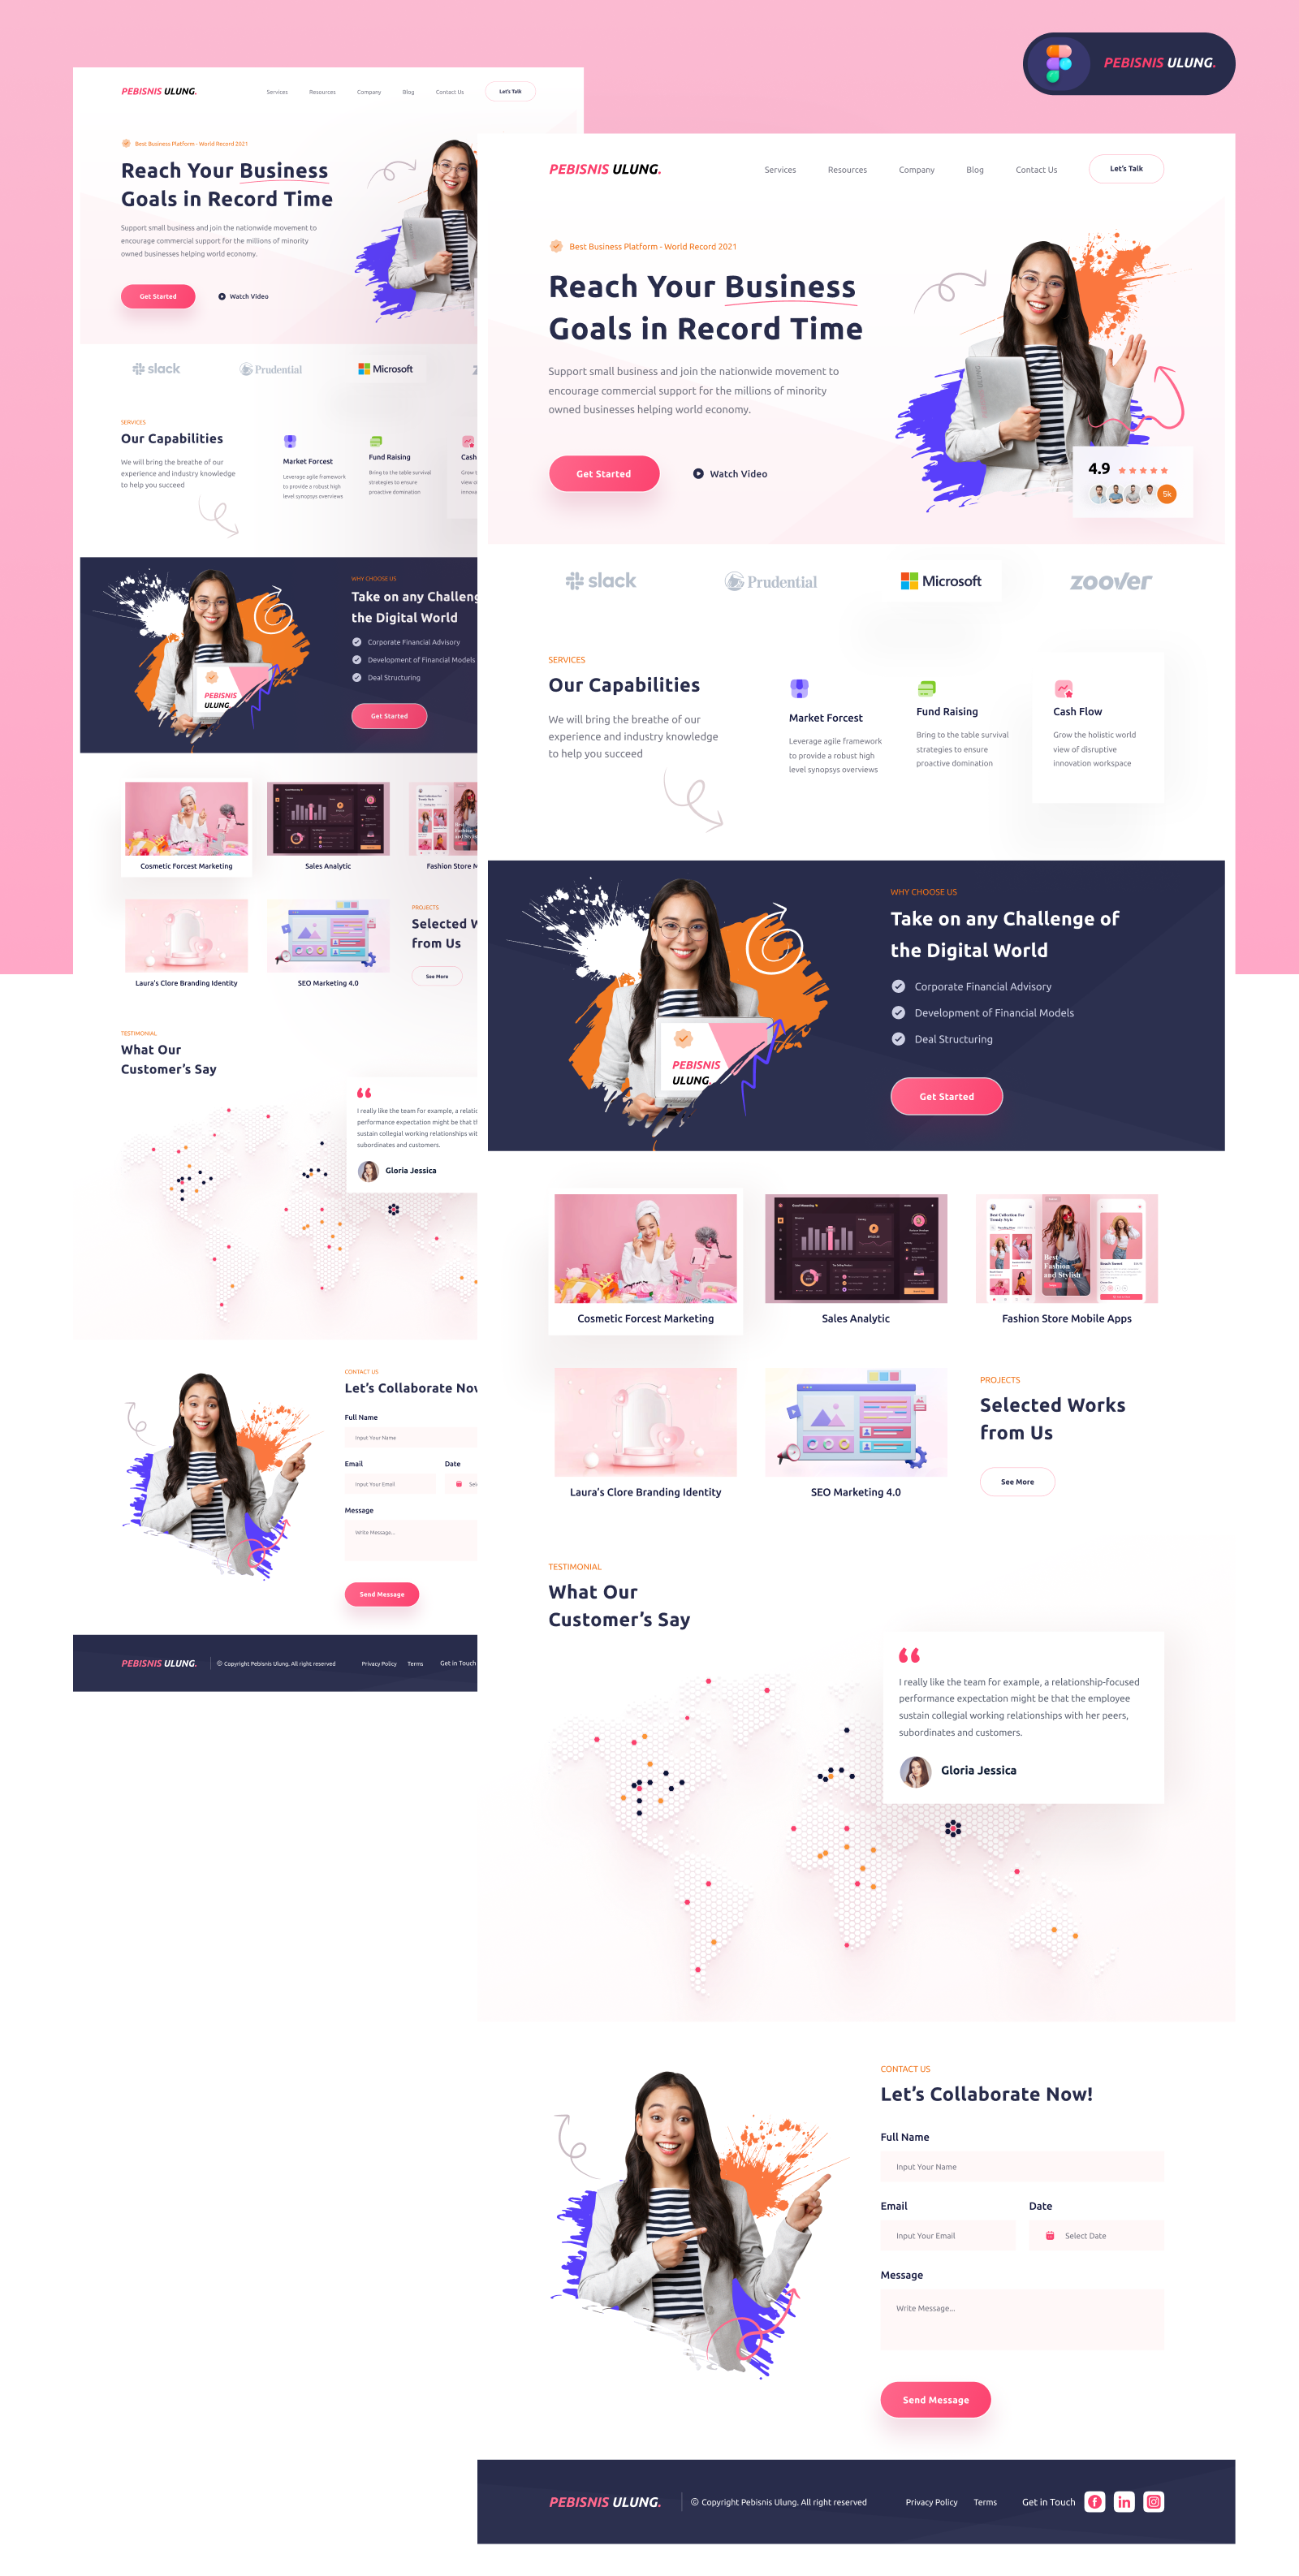 PEBISNIS ULUNG.
PEBISNIS ULUNG.
Services
Resources
Company
Blog
Contact Us
Let's Talk
Best Business Platform - World Record 2021
Reach Your Business
Goals in Record Time
Support small business and join the nationwide movement to
encourage commercial support for the millions of minority
owned businesses helping world economy.
Get Started
Watch Video
slack
Prudential
Microsoft
SERVICES
Our Capabilities
We will bring the breathe of our
experience and industry knowledge
to help you succeed
Market Forcest
Leverage agile framework
to provide a robust high
level synopsys overviews
Fund Raising
Bring to the table survival
strategies to ensure
proactive domination
Cash
Grow t
view o
innova
WHY CHOOSE US
Take on any Challeng
the Digital World
Corporate Financial Advisory
Development of Financial Models
Deal Structuring
Get Started
PEBISNIS
ULUNG.
Cosmetic Forcest Marketing
Sales Analytic
Fashion Store M
Laura's Clore Branding Identity
SEO Marketing 4.0
PROJECTS
Selected W
from Us
See More
TESTIMONIAL
What Our
Customer's Say
I really like the team for example, a relatio
performance expectation might be that th
sustain collegial working relationships wit
subordinates and customers.
Gloria Jessica
CONTACT US
Let's Collaborate Now
Full Name
Input Your Name
Email
Date
Input Your Email
Sel
Message
Write Message...
Send Message
PEBISNIS ULUNG.
© Copyright Pebisnis Ulung. All right reserved
Privacy Policy
Terms
Get in Touch
PEBISNIS ULUNG.
Services
Resources
Company
Blog
Contact Us
Let's Talk
Best Business Platform - World Record 2021
Reach Your Business
Goals in Record Time
Support small business and join the nationwide movement to
encourage commercial support for the millions of minority
owned businesses helping world economy.
Get Started
Watch Video
4.9
5k
slack
Prudential
Microsoft
zoover
SERVICES
Our Capabilities
We will bring the breathe of our
experience and industry knowledge
to help you succeed
Market Forcest
Leverage agile framework
to provide a robust high
level synopsys overviews
Fund Raising
Bring to the table survival
strategies to ensure
proactive domination
Cash Flow
Grow the holistic world
view of disruptive
innovation workspace
WHY CHOOSE US
Take on any Challenge of
the Digital World
Corporate Financial Advisory
Development of Financial Models
Deal Structuring
Get Started
PEBISNIS
ULUNG.
Best
Fashion
and Stylish
Cosmetic Forcest Marketing
Sales Analytic
Fashion Store Mobile Apps
Laura's Clore Branding Identity
SEO Marketing 4.0
PROJECTS
Selected Works
from Us
See More
TESTIMONIAL
What Our
Customer's Say
I really like the team for example, a relationship-focused
performance expectation might be that the employee
sustain collegial working relationships with her peers,
subordinates and customers.
Gloria Jessica
CONTACT US
Let's Collaborate Now!
Full Name
Input Your Name
Email
Date
Input Your Email
Select Date
Message
Write Message...
Send Message
PEBISNIS ULUNG.
© Copyright Pebisnis Ulung. All right reserved
Privacy Policy
Terms
Get in Touch